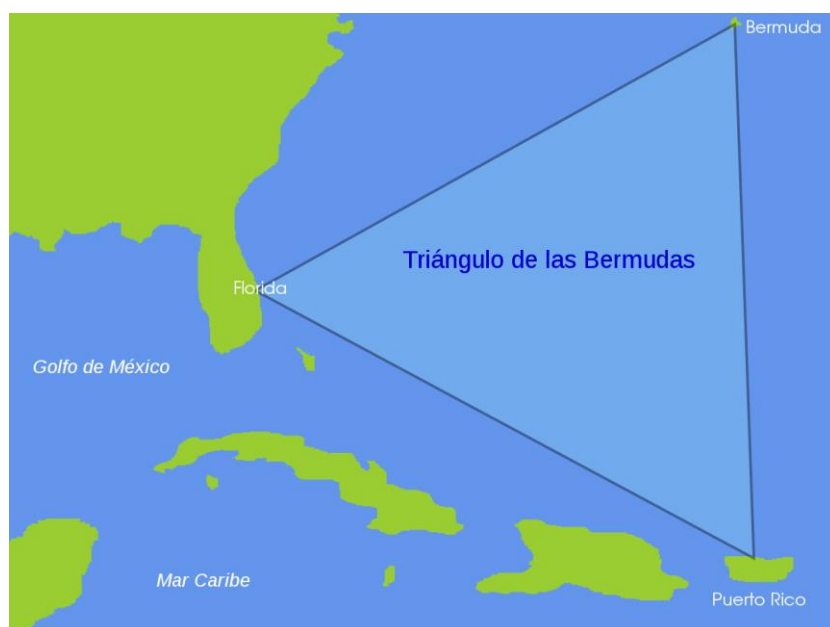 Bermuda
Triángulo de las Bermudas
Florida
Golfo de México
Mar Caribe
Puerto Rico